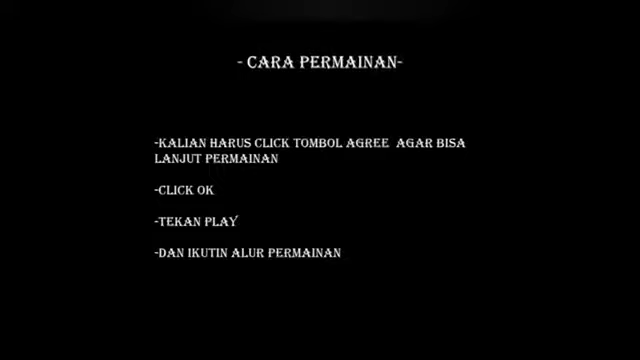 - CARA PERMAINAN-
-KALIAN HARUS CLICK TOMBOL AGREE AGAR BISA
LANJUT PERMAINAN
-CLICK OK
-TEKAN PLAY
-DAN IKUTIN ALUR PERMAINAN